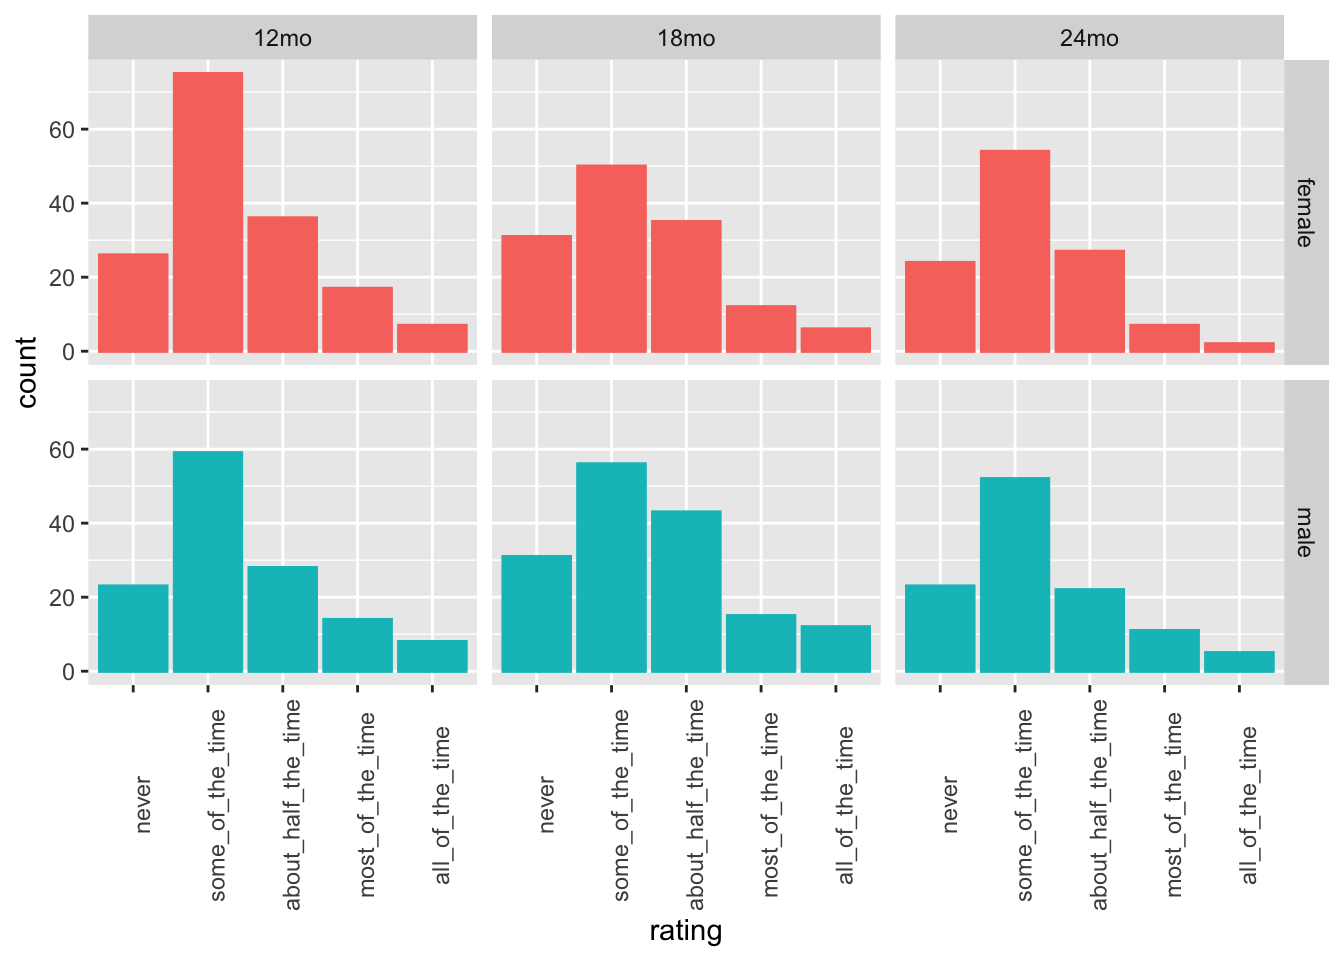 12mo
18mo
24mo
count
60
40
20
0
female
60
40
20
0
male
never
some_of_the_time
about_half_the_time
most_of_the_time
all_of_the_time
never
some_of_the_time
about_half_the_time
most_of_the_time
all_of_the_time
never
some_of_the_time
about_half_the_time
most_of_the_time
all_of_the_time
rating